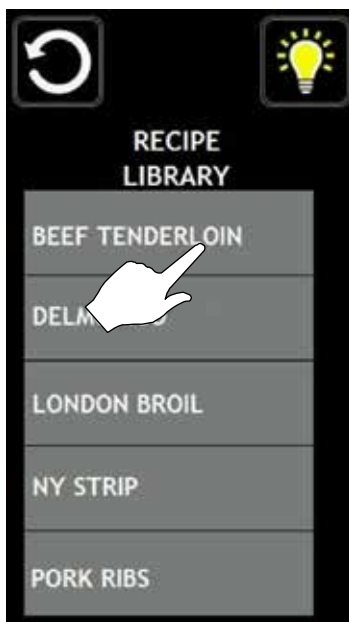 RECIPE
LIBRARY
BEEF TENDERLOIN
LONDON BROIL
NY STRIP
PORK RIBS